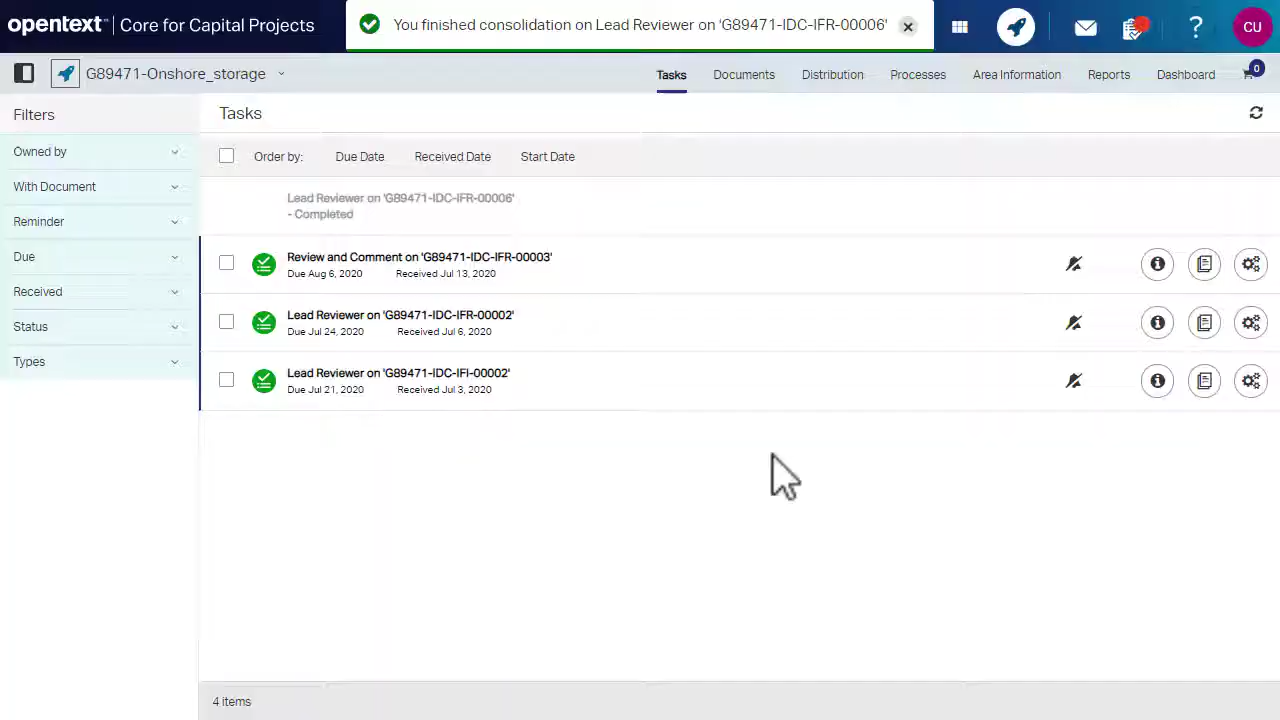 opentext™ | Core for Capital Projects
You finished consolidation on Lead Reviewer on 'G89471-IDC-IFR-00006'
CU
G89471-Onshore_storage
Tasks
Documents
Distribution
Processes
Area Information
Reports
Dashboard
0
Filters
Tasks
Owned by
With Document
Reminder
Due
Received
Status
Types
Order by:
Due Date
Received Date
Start Date
Lead Reviewer on 'G89471-IDC-IFR-00006'
- Completed
Review and Comment on 'G89471-IDC-IFR-00003'
Due Aug 6, 2020 Received Jul 13, 2020
Lead Reviewer on 'G89471-IDC-IFR-00002'
Due Jul 24, 2020 Received Jul 6, 2020
Lead Reviewer on 'G89471-IDC-IFI-00002'
Due Jul 21, 2020 Received Jul 3, 2020
4 items